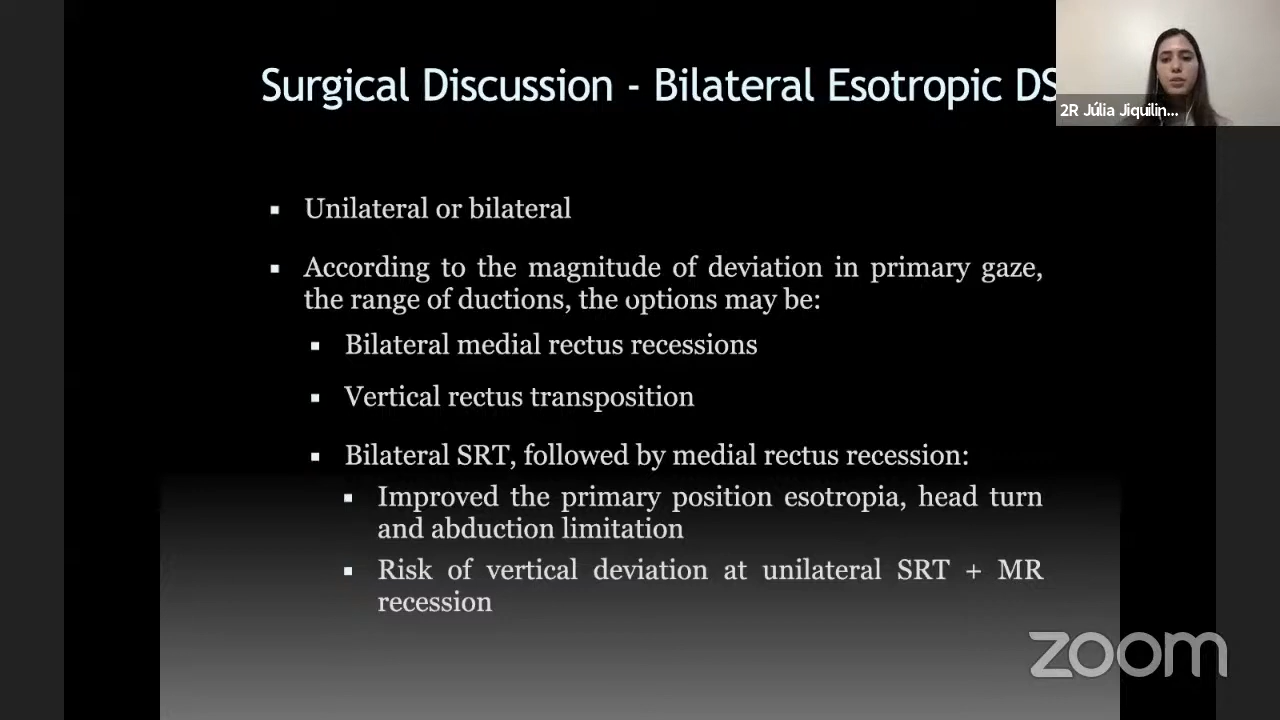 Surgical Discussion - Bilateral Esotropic DS
2R Júlia Jiquilin...
▪ Unilateral or bilateral
▪ According to the magnitude of deviation in primary gaze,
the range of ductions, the options may be:
▪ Bilateral medial rectus recessions
▪ Vertical rectus transposition
▪ Bilateral SRT, followed by medial rectus recession:
▪ Improved the primary position esotropia, head turn
and abduction limitation
▪ Risk of vertical deviation at unilateral SRT + MR
recession
zoom